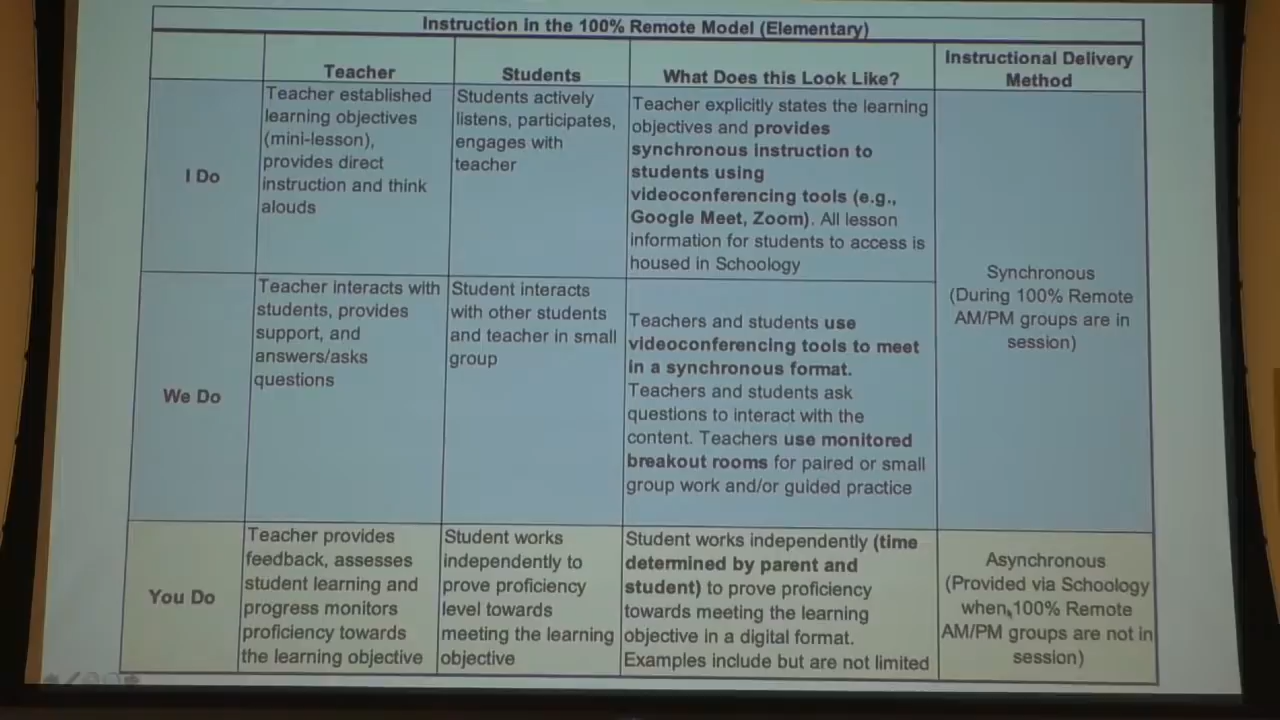 Instruction in the 100% Remote Model (Elementary)
Teacher
Students
What Does this Look Like?
Instructional Delivery
Method
I Do
Teacher established
learning objectives
(mini-lesson),
provides direct
instruction and think
alouds
Students actively
listens, participates,
engages with
teacher
Teacher explicitly states the learning
objectives and provides
synchronous instruction to
students using
videoconferencing tools (e.g.,
Google Meet, Zoom). All lesson
information for students to access is
housed in Schoology
Synchronous
(During 100% Remote
AM/PM groups are in
session)
We Do
Teacher interacts with
students, provides
support, and
answers/asks
questions
Student interacts
with other students
and teacher in small
group
Teachers and students use
videoconferencing tools to meet
in a synchronous format.
Teachers and students ask
questions to interact with the
content. Teachers use monitored
breakout rooms for paired or small
group work and/or guided practice
You Do
Teacher provides
feedback, assesses
student learning and
progress monitors
proficiency towards
the learning objective
Student works
independently to
prove proficiency
level towards
meeting the learning
objective
Student works independently (time
determined by parent and
student) to prove proficiency
towards meeting the learning
objective in a digital format.
Examples include but are not limited
Asynchronous
(Provided via Schoology
when 100% Remote
AM/PM groups are not in
session)